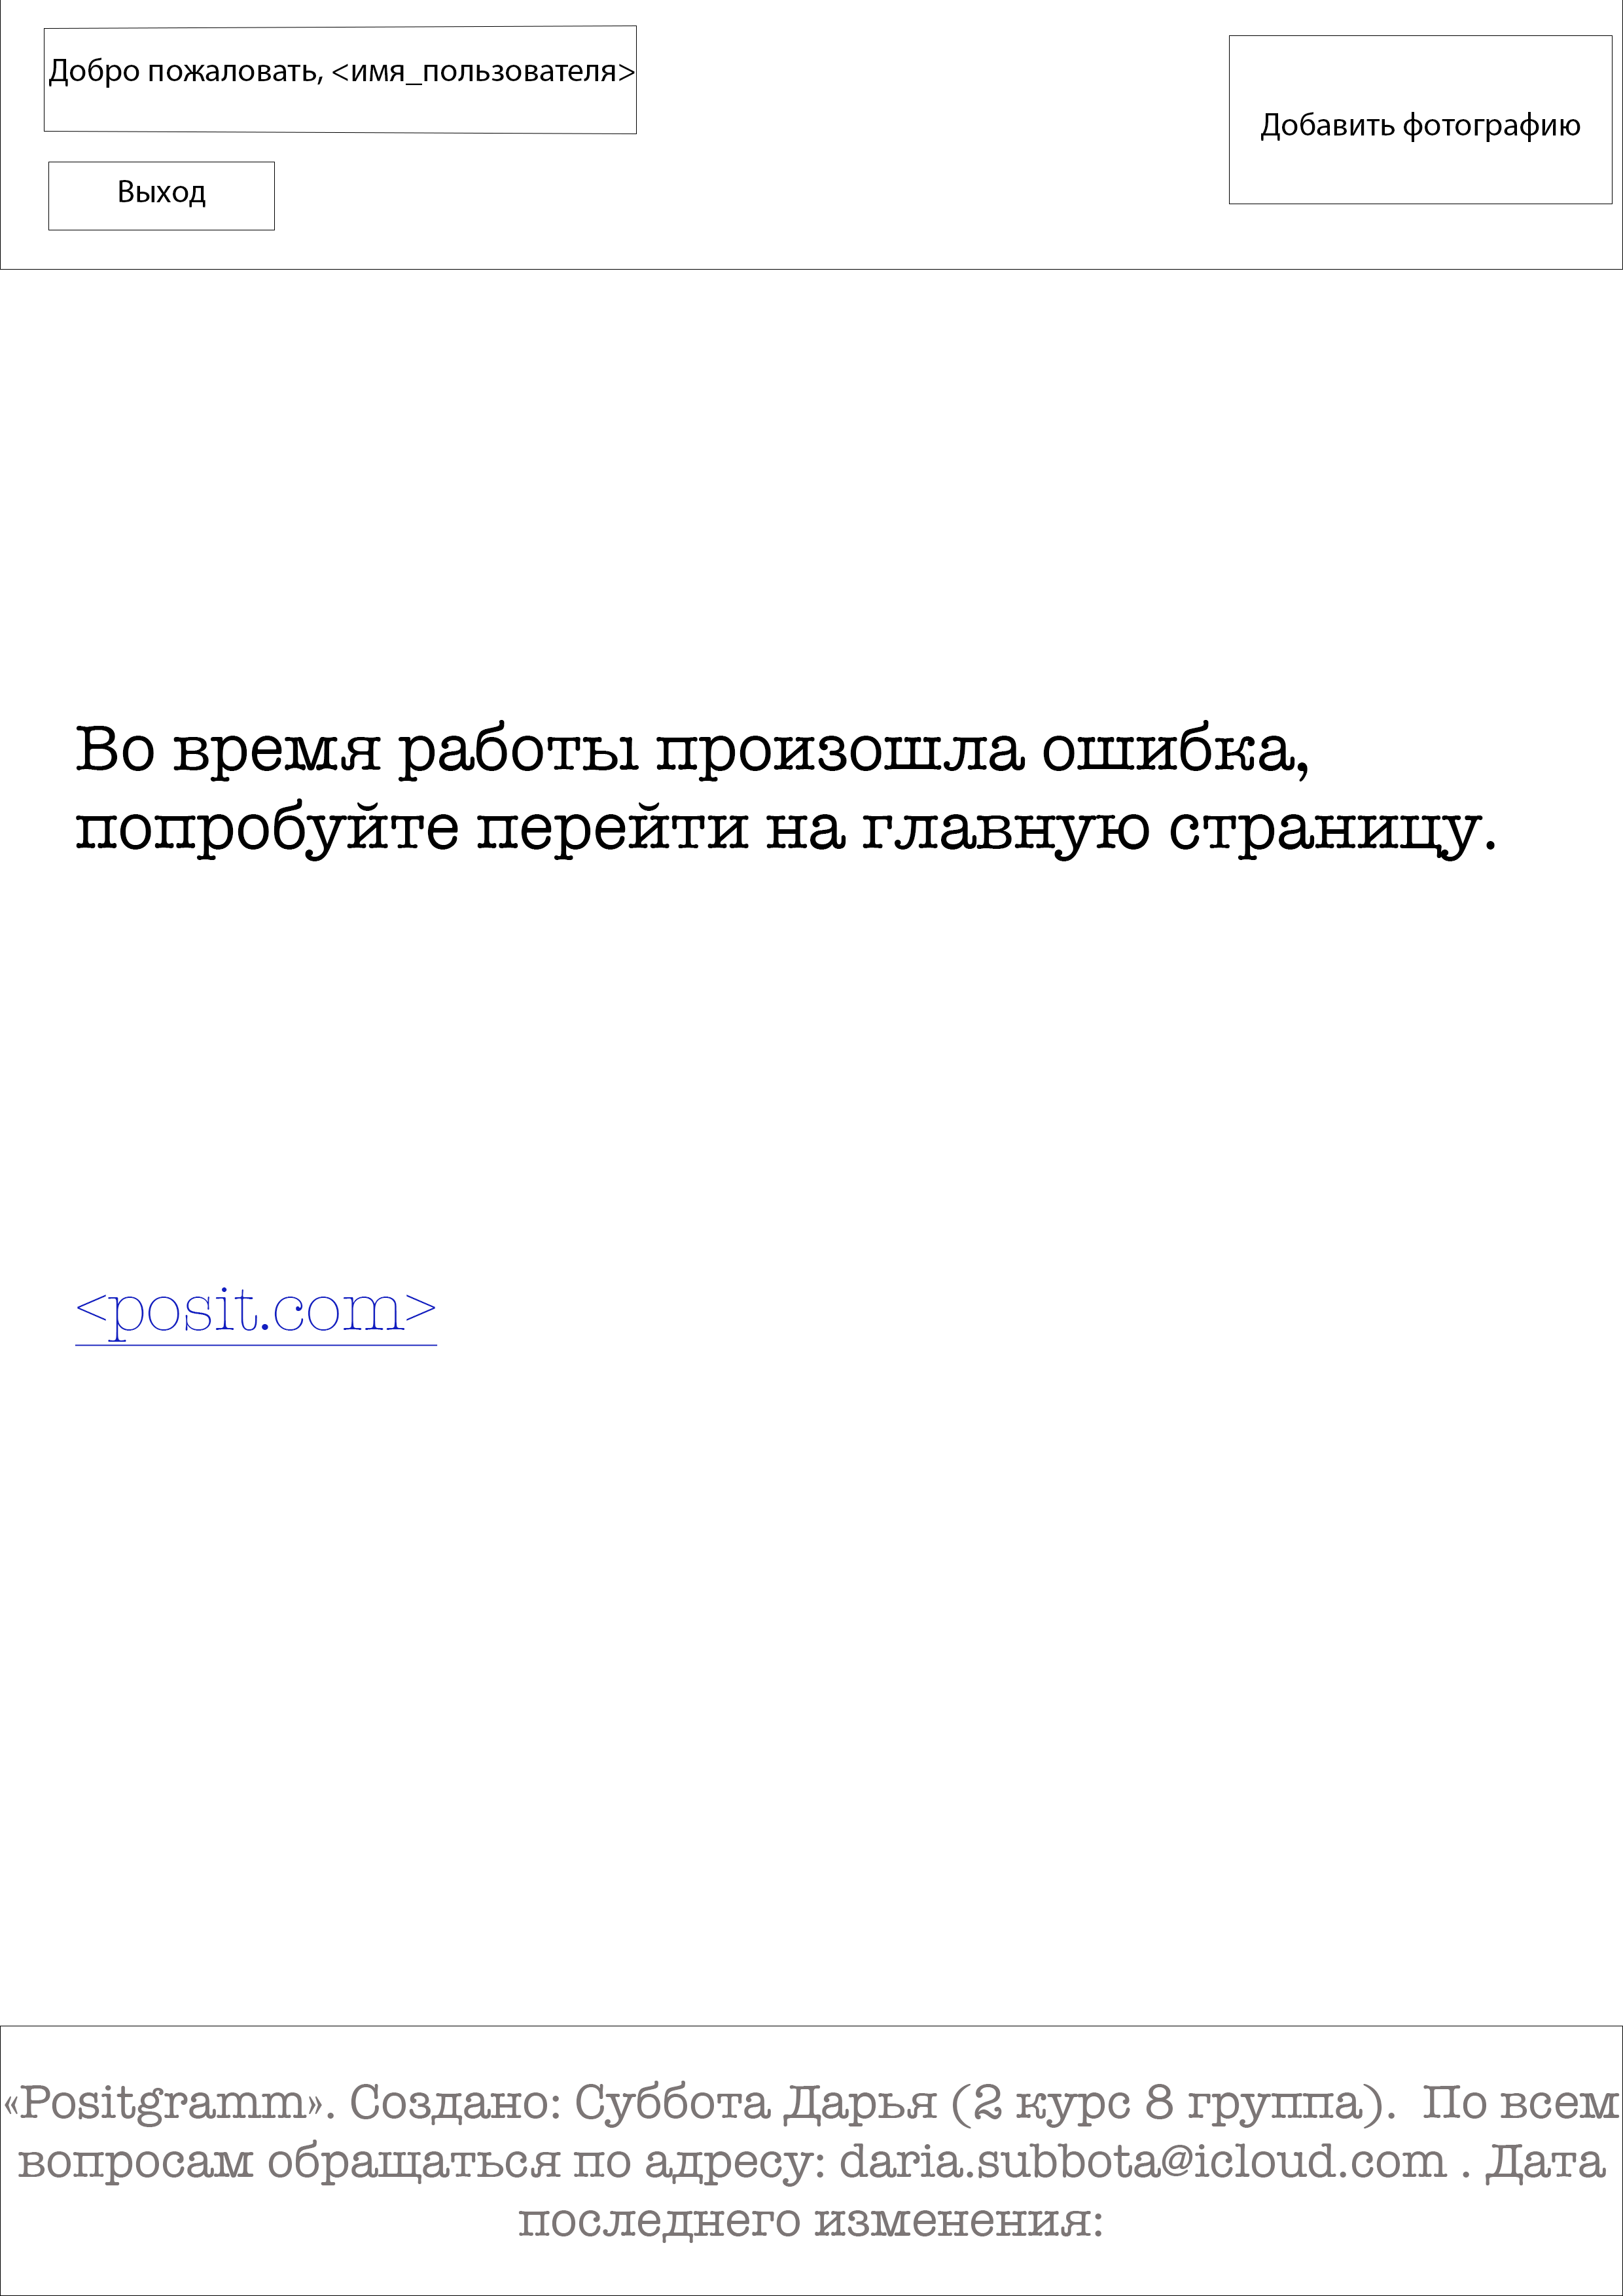 Добро пожаловать, <имя_пользователя>
Добавить фотографию
Выход
Во время работы произошла ошибка,
попробуйте перейти на главную страницу.
<posit.com>
«Positgramm». Создано: Суббота Дарья (2 курс 8 группа).  По всем
вопросам обращаться по адресу: daria.subbota@icloud.com . Дата
последнего изменения: